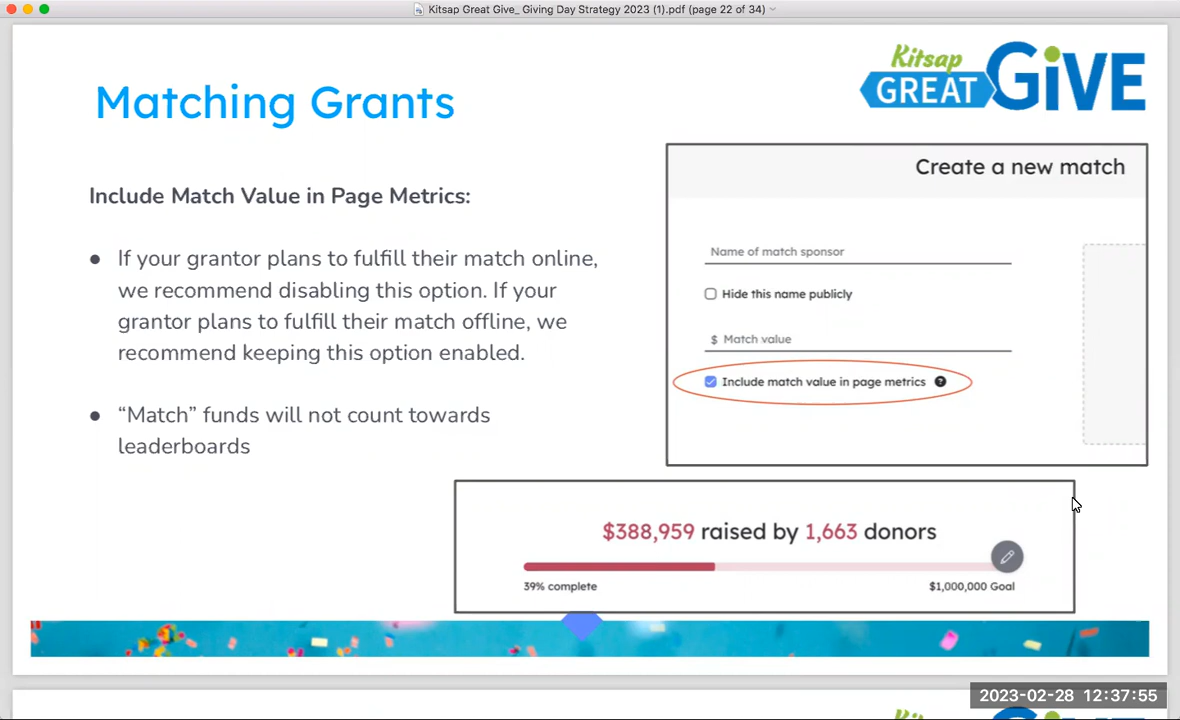 Kitsap Great Give_ Giving Day Strategy 2023 (1).pdf (page 22 of 34)
Kitsap
GREAT GiVE
Matching Grants
Include Match Value in Page Metrics:
● If your grantor plans to fulfill their match online,
we recommend disabling this option. If your
grantor plans to fulfill their match offline, we
recommend keeping this option enabled.
● “Match” funds will not count towards
leaderboards
Create a new match
Name of match sponsor
Hide this name publicly
$ Match value
Include match value in page metrics ?
$388,959 raised by 1,663 donors
39% complete
$1,000,000 Goal
2023-02-28 12:37:55